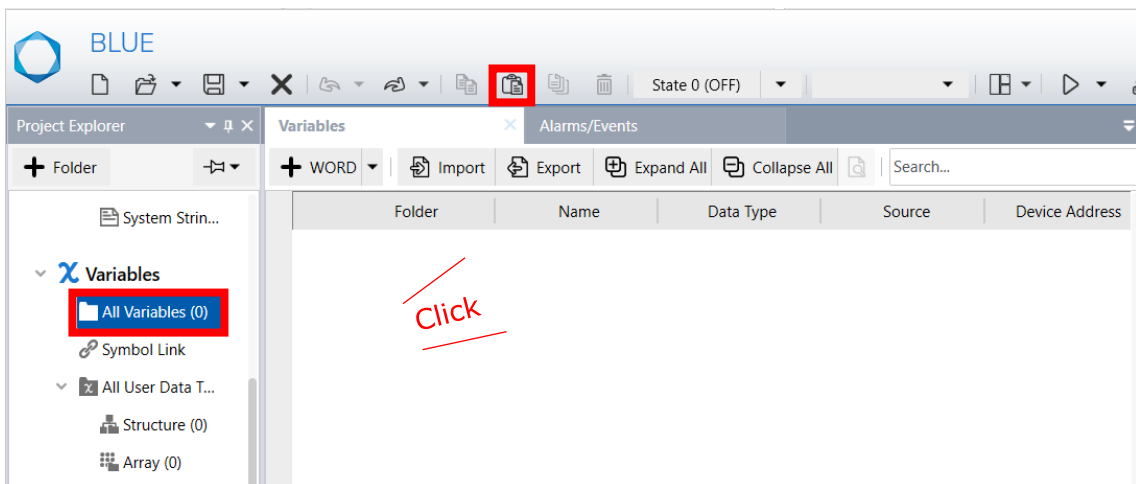 BLUE
State 0 (OFF)
Project Explorer
Variables
Alarms/Events
Folder
WORD
Import
Export
Expand All
Collapse All
Search...
Folder
Name
Data Type
Source
Device Address
System Strin...
Variables
All Variables (0)
Click
Symbol Link
All User Data T...
Structure (0)
Array (0)